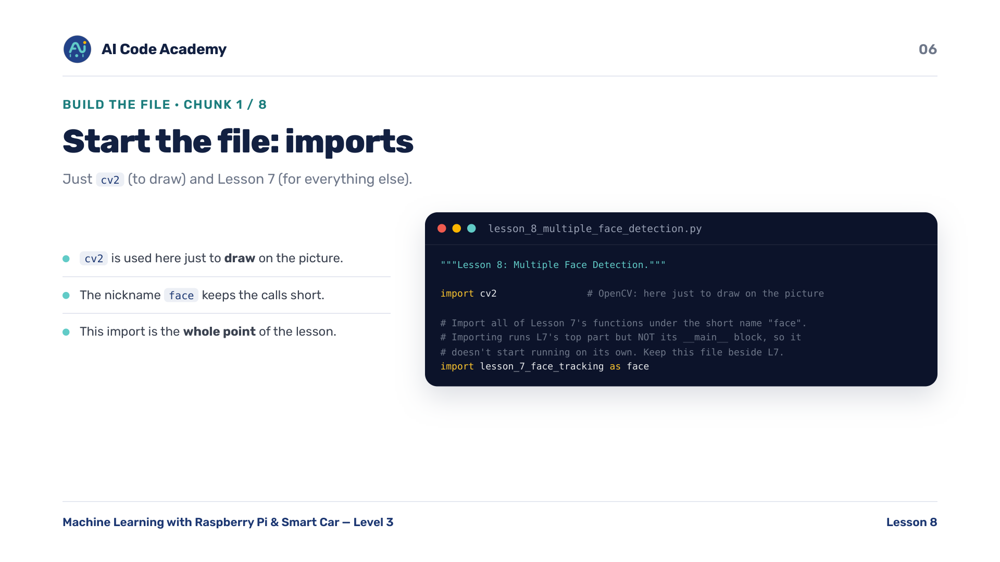 AI Code Academy
06
BUILD THE FILE • CHUNK 1 / 8
Start the file: imports
Just cv2 (to draw) and Lesson 7 (for everything else).
cv2 is used here just to draw on the picture.
The nickname face keeps the calls short.
This import is the whole point of the lesson.
lesson_8_multiple_face_detection.py
"""Lesson 8: Multiple Face Detection."""
import cv2                # OpenCV: here just to draw on the picture
# Import all of Lesson 7's functions under the short name "face".
# Importing runs L7's top part but NOT its __main__ block, so it
# doesn't start running on its own. Keep this file beside L7.
import lesson_7_face_tracking as face
Machine Learning with Raspberry Pi & Smart Car — Level 3
Lesson 8